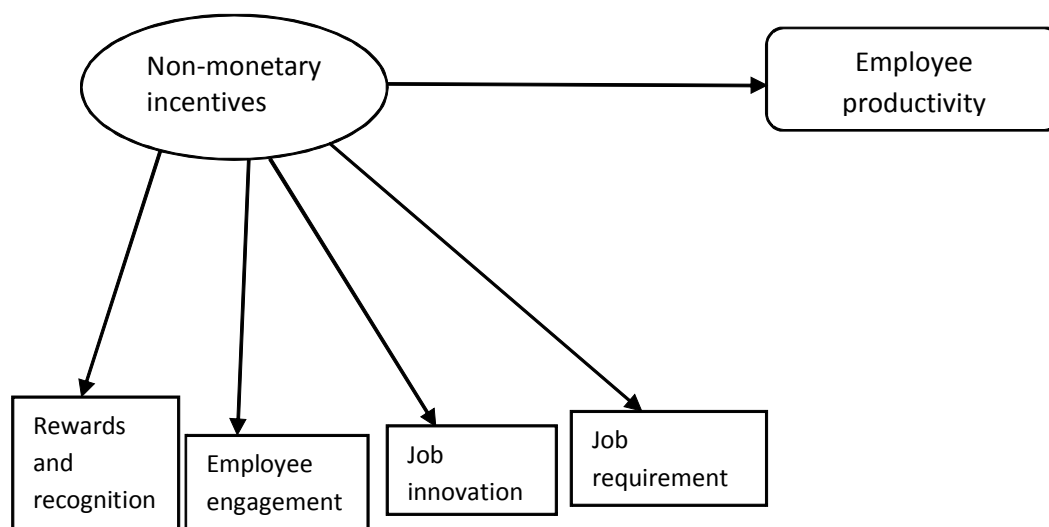 Non-monetary
incentives
Employee
productivity
Rewards
and
recognition
Employee
engagement
Job
innovation
Job
requirement